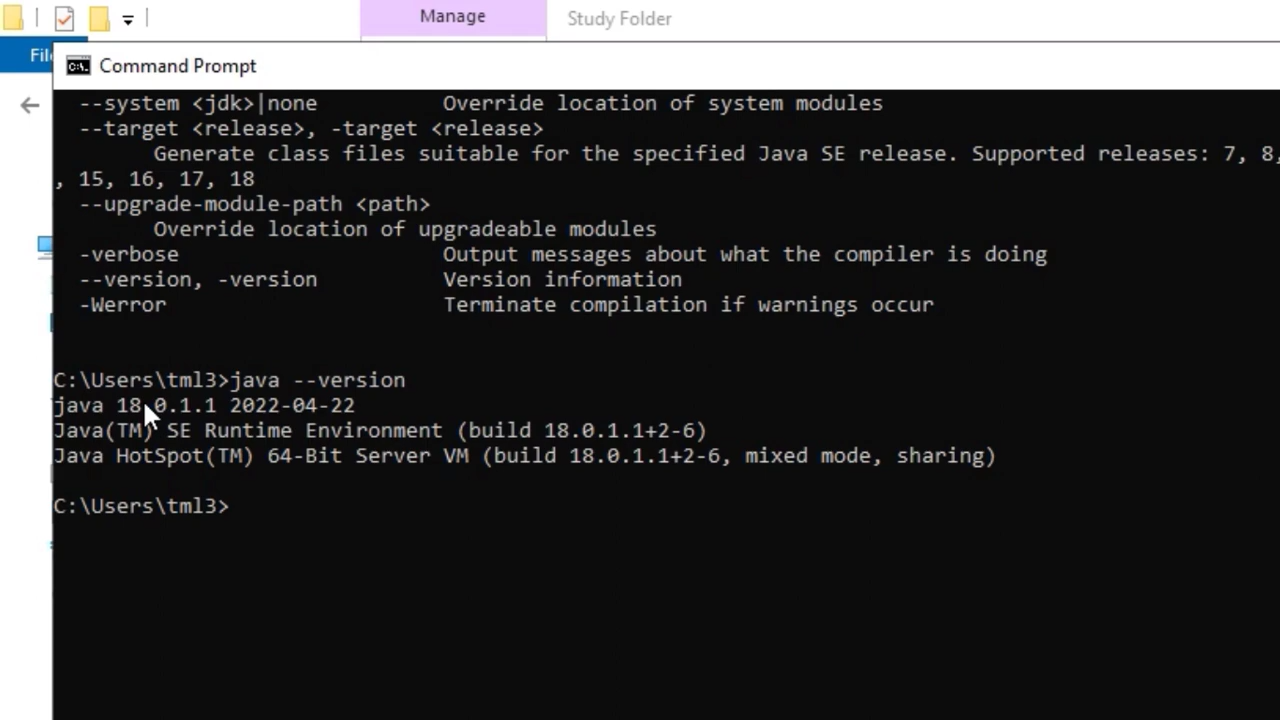 Manage
Study Folder
Command Prompt
--system <jdk>|none Override location of system modules
--target <release>, -target <release>
Generate class files suitable for the specified Java SE release. Supported releases: 7, 8,
, 15, 16, 17, 18
--upgrade-module-path <path>
Override location of upgradeable modules
-verbose Output messages about what the compiler is doing
--version, -version Version information
-Werror Terminate compilation if warnings occur
C:\Users\tml3>java --version
java 18.0.1.1 2022-04-22
Java(TM) SE Runtime Environment (build 18.0.1.1+2-6)
Java HotSpot(TM) 64-Bit Server VM (build 18.0.1.1+2-6, mixed mode, sharing)
C:\Users\tml3>